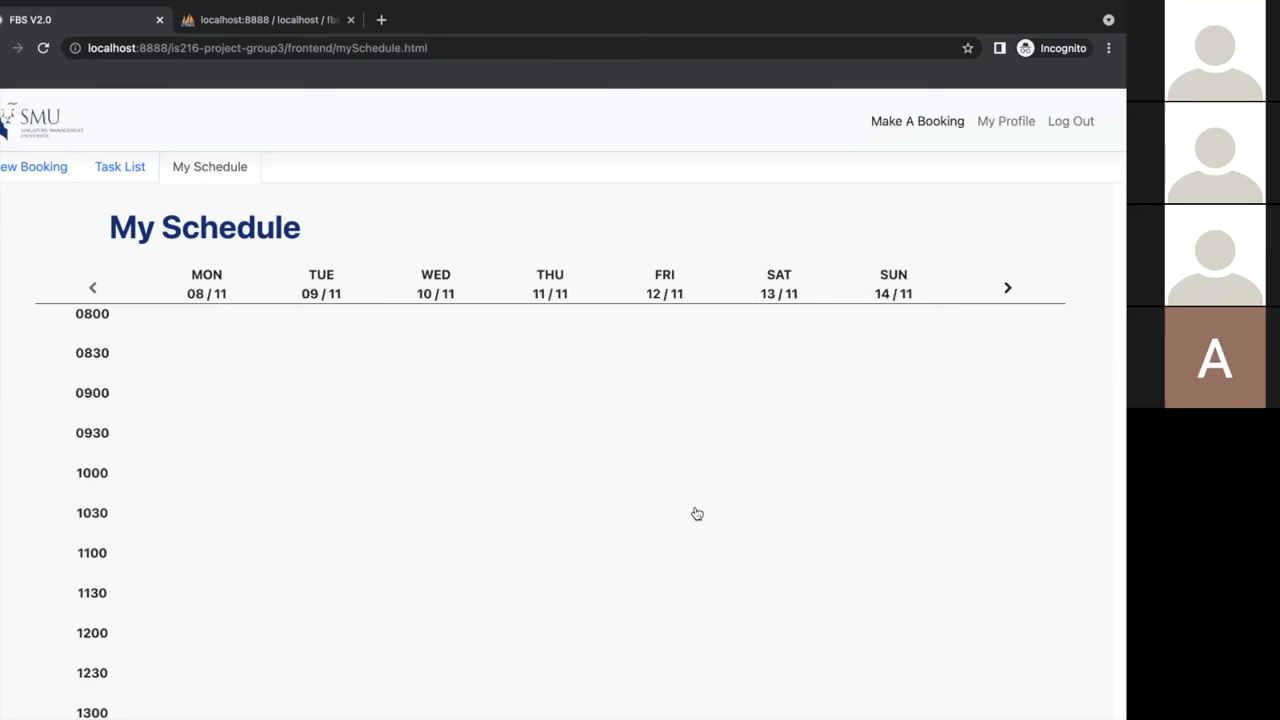 FBS V2.0
localhost:8888 / localhost / fb
localhost:8888/is216-project-group3/frontend/mySchedule.html
Incognito
SMU
SINGAPORE MANAGEMENT
UNIVERSITY
Make A Booking My Profile Log Out
ew Booking Task List My Schedule
My Schedule
MON TUE WED THU FRI SAT SUN
08 / 11 09 / 11 10 / 11 11 / 11 12 / 11 13 / 11 14 / 11
0800
0830
0900
0930
1000
1030
1100
1130
1200
1230
1300
A